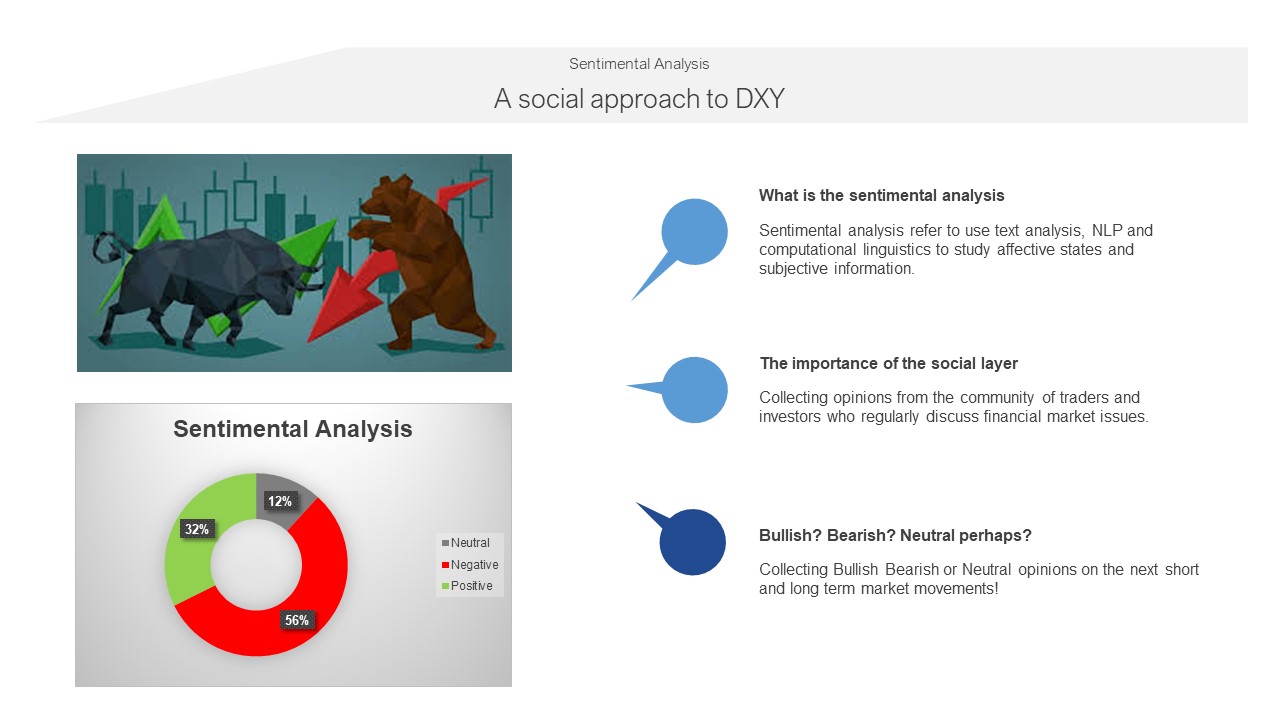 Sentimental Analysis
A social approach to DXY
What is the sentimental analysis
Sentimental analysis refer to use text analysis, NLP and
computational linguistics to study affective states and
subjective information.
The importance of the social layer
Collecting opinions from the community of traders and
investors who regularly discuss financial market issues.
Bullish? Bearish? Neutral perhaps?
Collecting Bullish Bearish or Neutral opinions on the next short
and long term market movements!
Sentimental Analysis
12%
32%
56%
Neutral
Negative
Positive